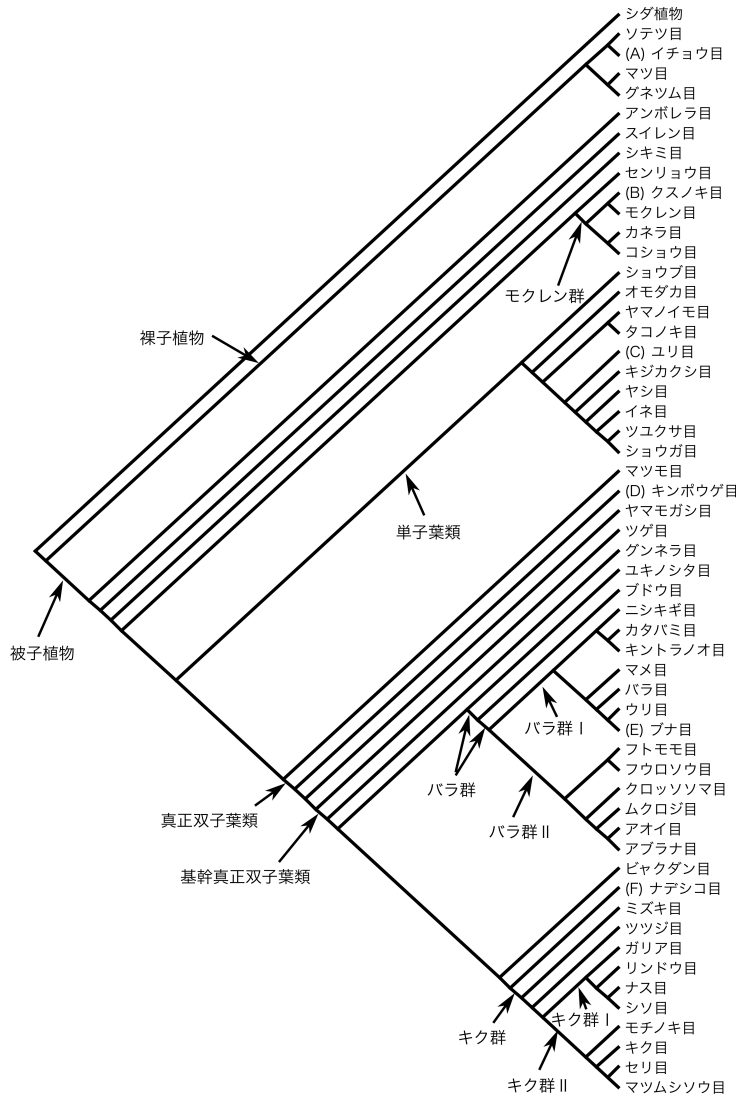 シダ植物
ソテツ目
(A) イチョウ目
マツ目
グネツム目
アンボレラ目
スイレン目
シキミ目
センリョウ目
(B) クスノキ目
モクレン目
カネラ目
コショウ目
モクレン群
ショウブ目
オモダカ目
ヤマノイモ目
タコノキ目
裸子植物
(C) ユリ目
キジカクシ目
ヤシ目
イネ目
ツユクサ目
ショウガ目
マツモ目
(D) キンポウゲ目
ヤマモガシ目
単子葉類
ツゲ目
グンネラ目
ユキノシタ目
ブドウ目
ニシキギ目
カタバミ目
キントラノオ目
被子植物
マメ目
バラ目
ウリ目
バラ群Ⅰ
(E) ブナ目
フトモモ目
フウロソウ目
バラ群
クロッソソマ目
ムクロジ目
真正双子葉類
バラ群Ⅱ
アオイ目
アブラナ目
ビャクダン目
基幹真正双子葉類
(F) ナデシコ目
ミズキ目
ツツジ目
ガリア目
リンドウ目
ナス目
シソ目
キク群Ⅰ
モチノキ目
キク群
キク目
セリ目
キク群Ⅱ
マツムシソウ目